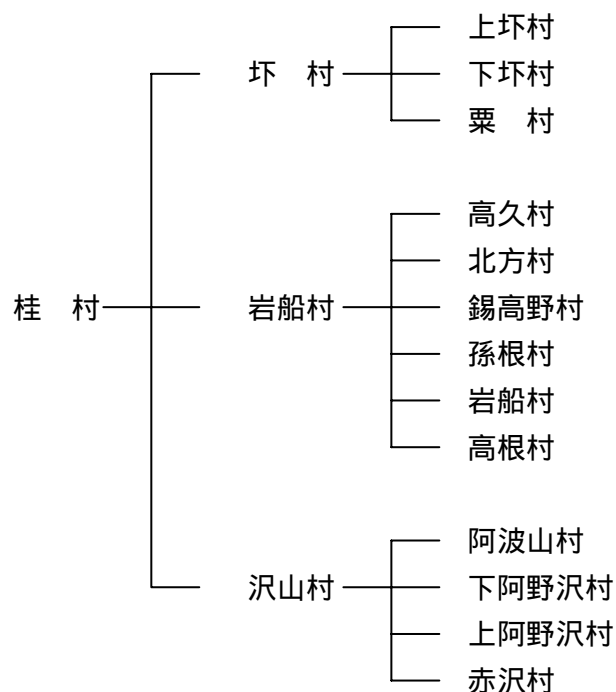 上圷村
圷　村
下圷村
粟　村
高久村
北方村
桂　村
岩船村
錫高野村
孫根村
岩船村
高根村
阿波山村
沢山村
下阿野沢村
上阿野沢村
赤沢村